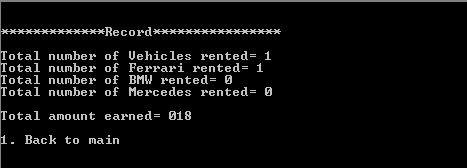 *************Record****************
Total number of Vehicles rented= 1
Total number of Ferrari rented= 1
Total number of BMW rented= 0
Total number of Mercedes rented= 0
Total amount earned= 018
1. Back to main